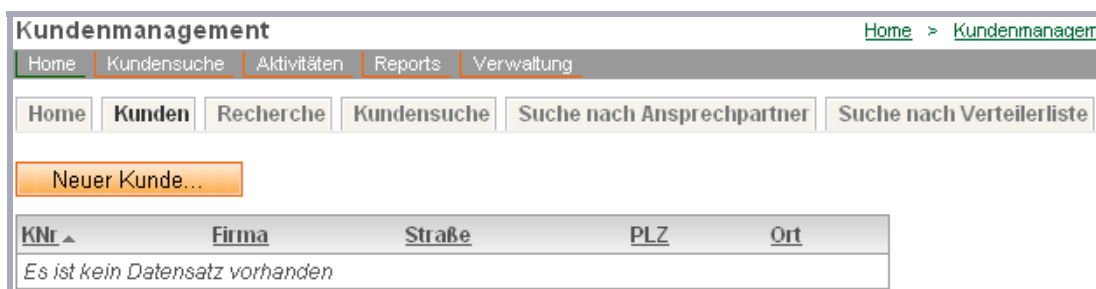 Kundenmanagement Home > Kundenmanagem
Home Kundensuche Aktivitäten Reports Verwaltung
Home Kunden Recherche Kundensuche Suche nach Ansprechpartner Suche nach Verteilerliste
Neuer Kunde...
KNr Firma Straße PLZ Ort
Es ist kein Datensatz vorhanden